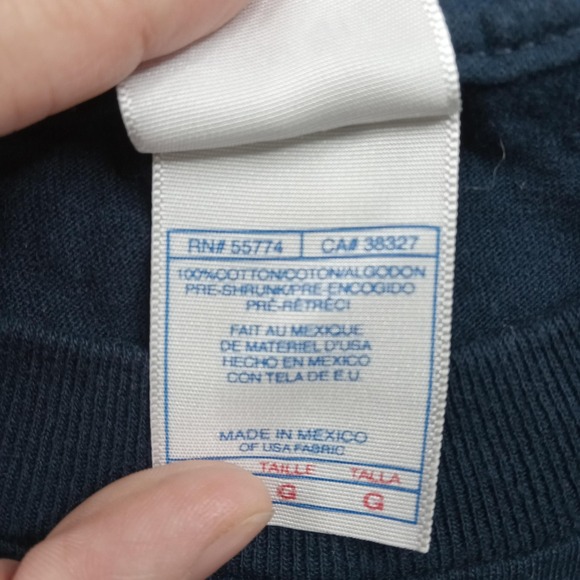 RN# 55774 CA# 38327
100%COTTON/COTON/ALGODON
PRE-SHRUNK/PRE ENCOGIDO
PRÉ-RÉTRÉCI
FAIT AU MEXIQUE
DE MATERIEL D'USA
HECHO EN MEXICO
CON TELA DE E.U.
MADE IN MEXICO
OF USA FABRIC
TAILLE TALLA
G G